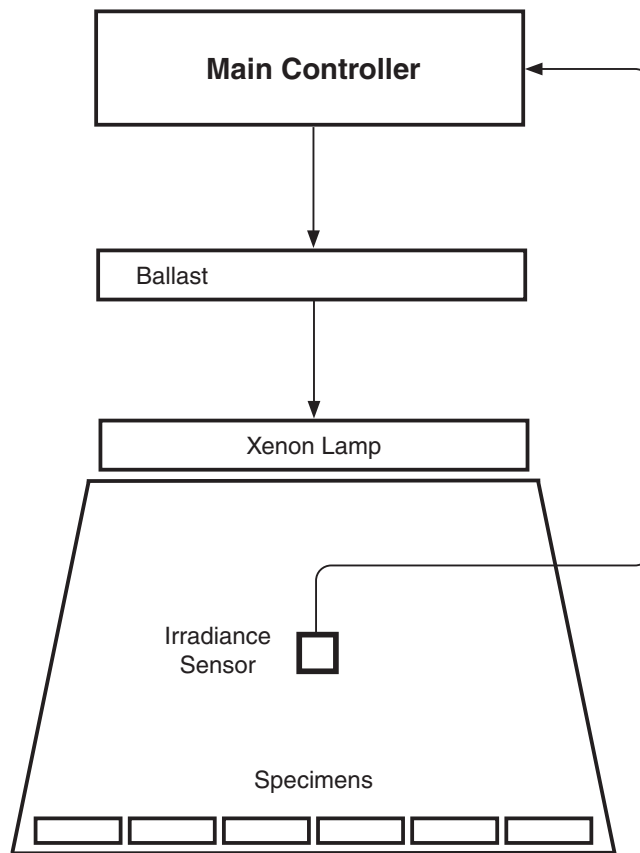 Main Controller
Ballast
Xenon Lamp
Irradiance
Sensor
Specimens